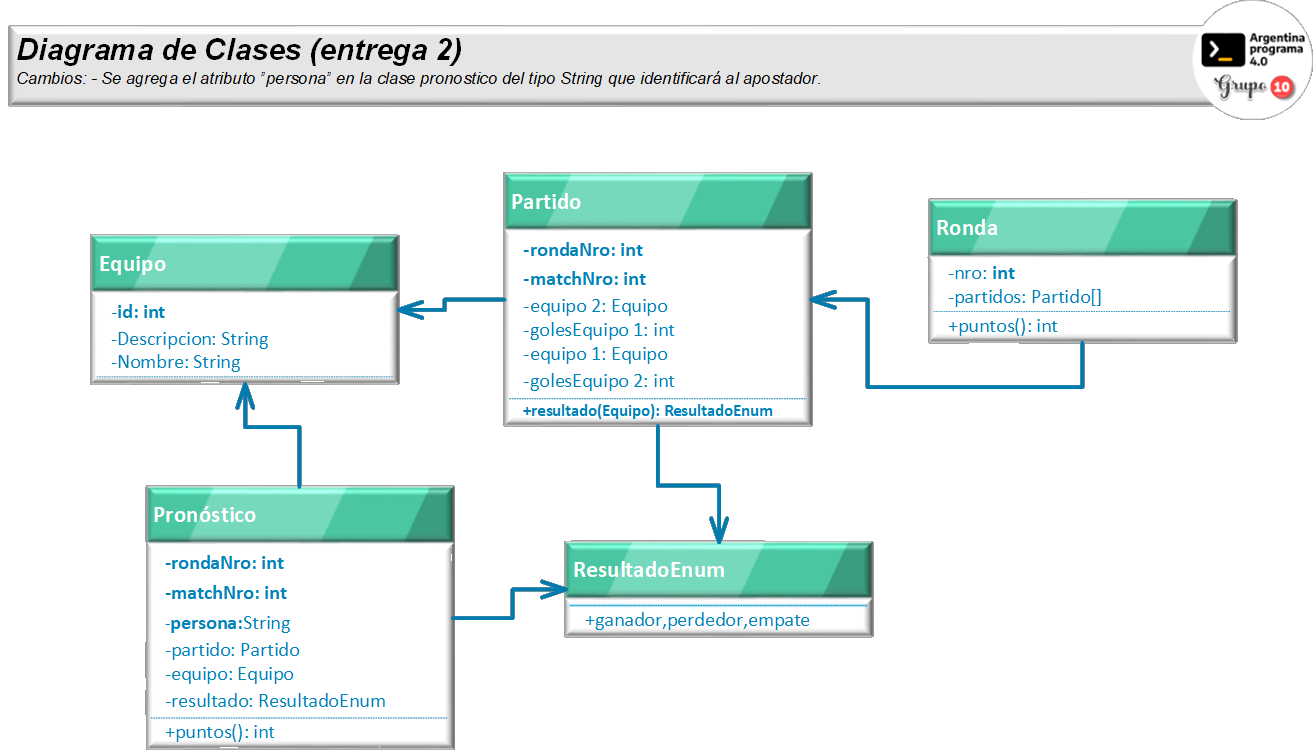 Diagrama de Clases (entrega 2)
Cambios: - Se agrega el atributo "persona" en la clase pronostico del tipo String que identificará al apostador.
Argentina
programa
4.0
Grupo 10
Equipo
-id: int
-Descripcion: String
-Nombre: String
Partido
-rondaNro: int
-matchNro: int
-equipo 2: Equipo
-golesEquipo 1: int
-equipo 1: Equipo
-golesEquipo 2: int
+resultado(Equipo): ResultadoEnum
Ronda
-nro: int
-partidos: Partido[]
+puntos(): int
Pronóstico
-rondaNro: int
-matchNro: int
-persona:String
-partido: Partido
-equipo: Equipo
-resultado: ResultadoEnum
+puntos(): int
ResultadoEnum
+ganador,perdedor,empate